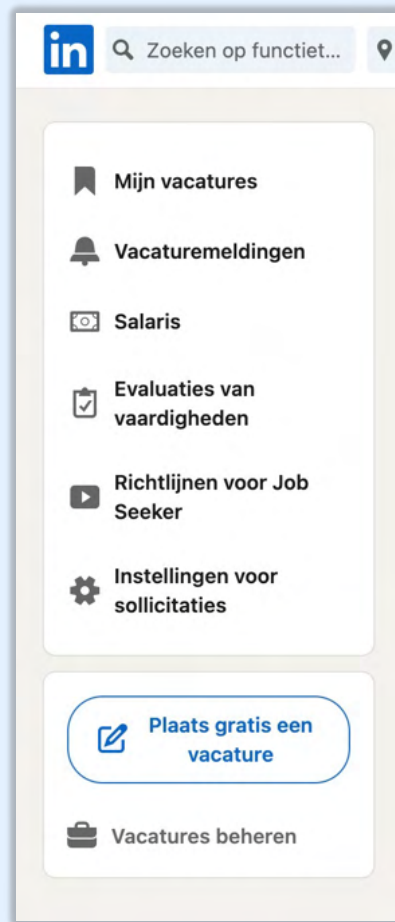 in
Zoeken op functiet...
Mijn vacatures
Vacaturemeldingen
Salaris
Evaluaties van
vaardigheden
Richtlijnen voor Job
Seeker
Instellingen voor
sollicitaties
Plaats gratis een
vacature
Vacatures beheren